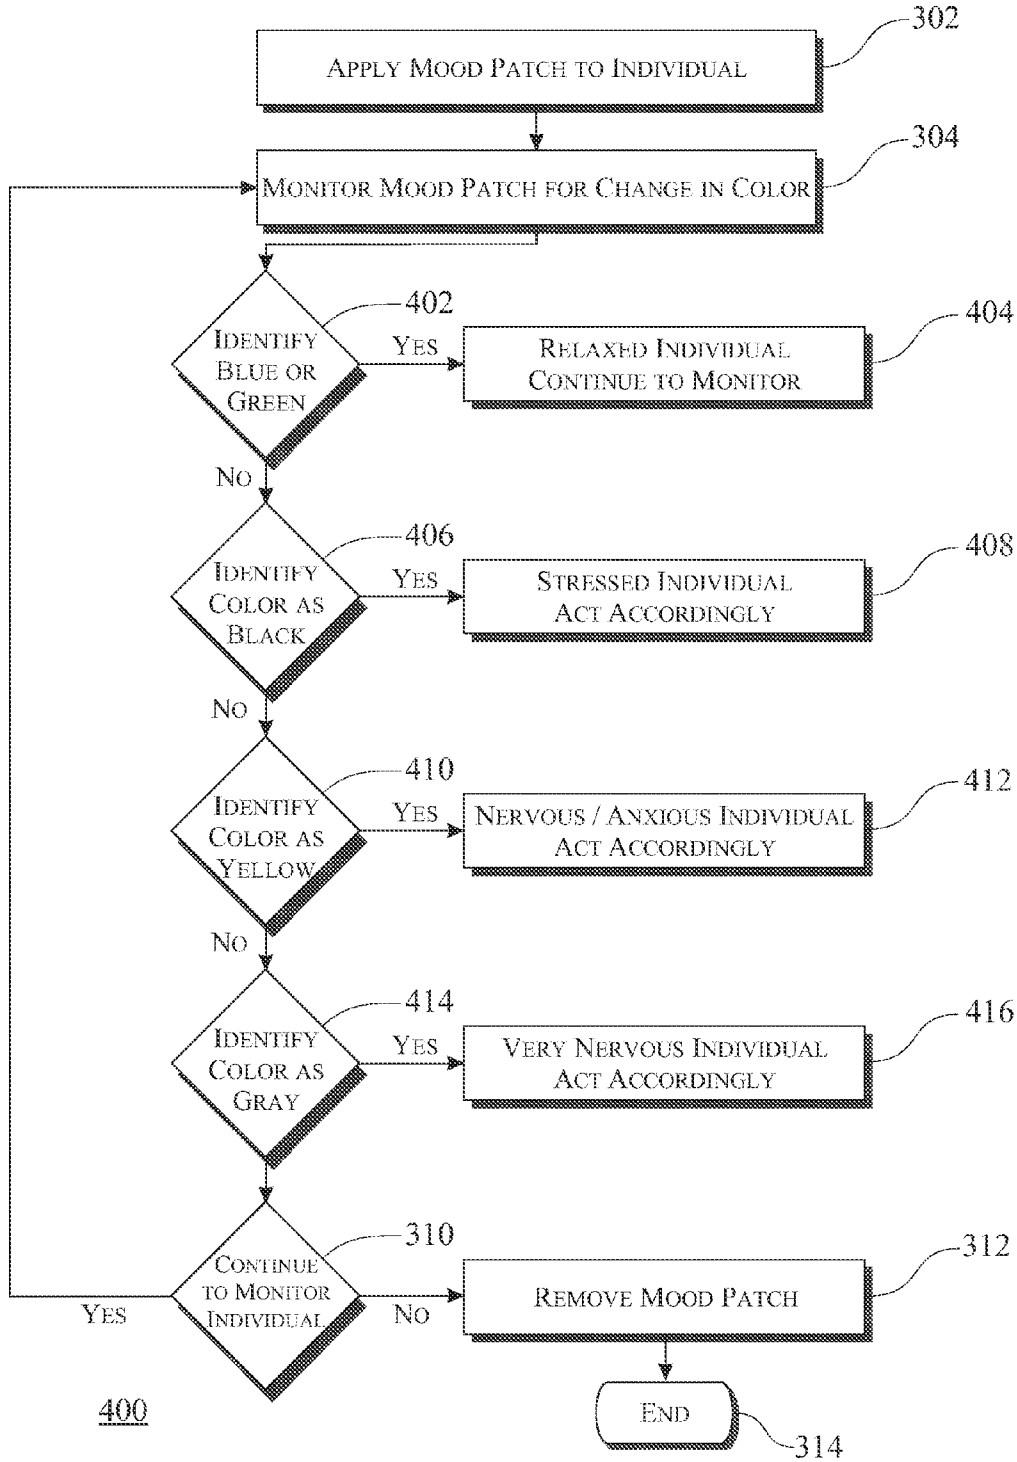 302
APPLY MOOD PATCH TO INDIVIDUAL
304
MONITOR MOOD PATCH FOR CHANGE IN COLOR
402
IDENTIFY
BLUE OR
GREEN
YES
404
RELAXED INDIVIDUAL
CONTINUE TO MONITOR
NO
406
IDENTIFY
COLOR AS
BLACK
YES
408
STRESSED INDIVIDUAL
ACT ACCORDINGLY
NO
410
IDENTIFY
COLOR AS
YELLOW
YES
412
NERVOUS / ANXIOUS INDIVIDUAL
ACT ACCORDINGLY
NO
414
IDENTIFY
COLOR AS
GRAY
YES
416
VERY NERVOUS INDIVIDUAL
ACT ACCORDINGLY
310
CONTINUE
TO MONITOR
INDIVIDUAL
YES
NO
312
REMOVE MOOD PATCH
400
END
314